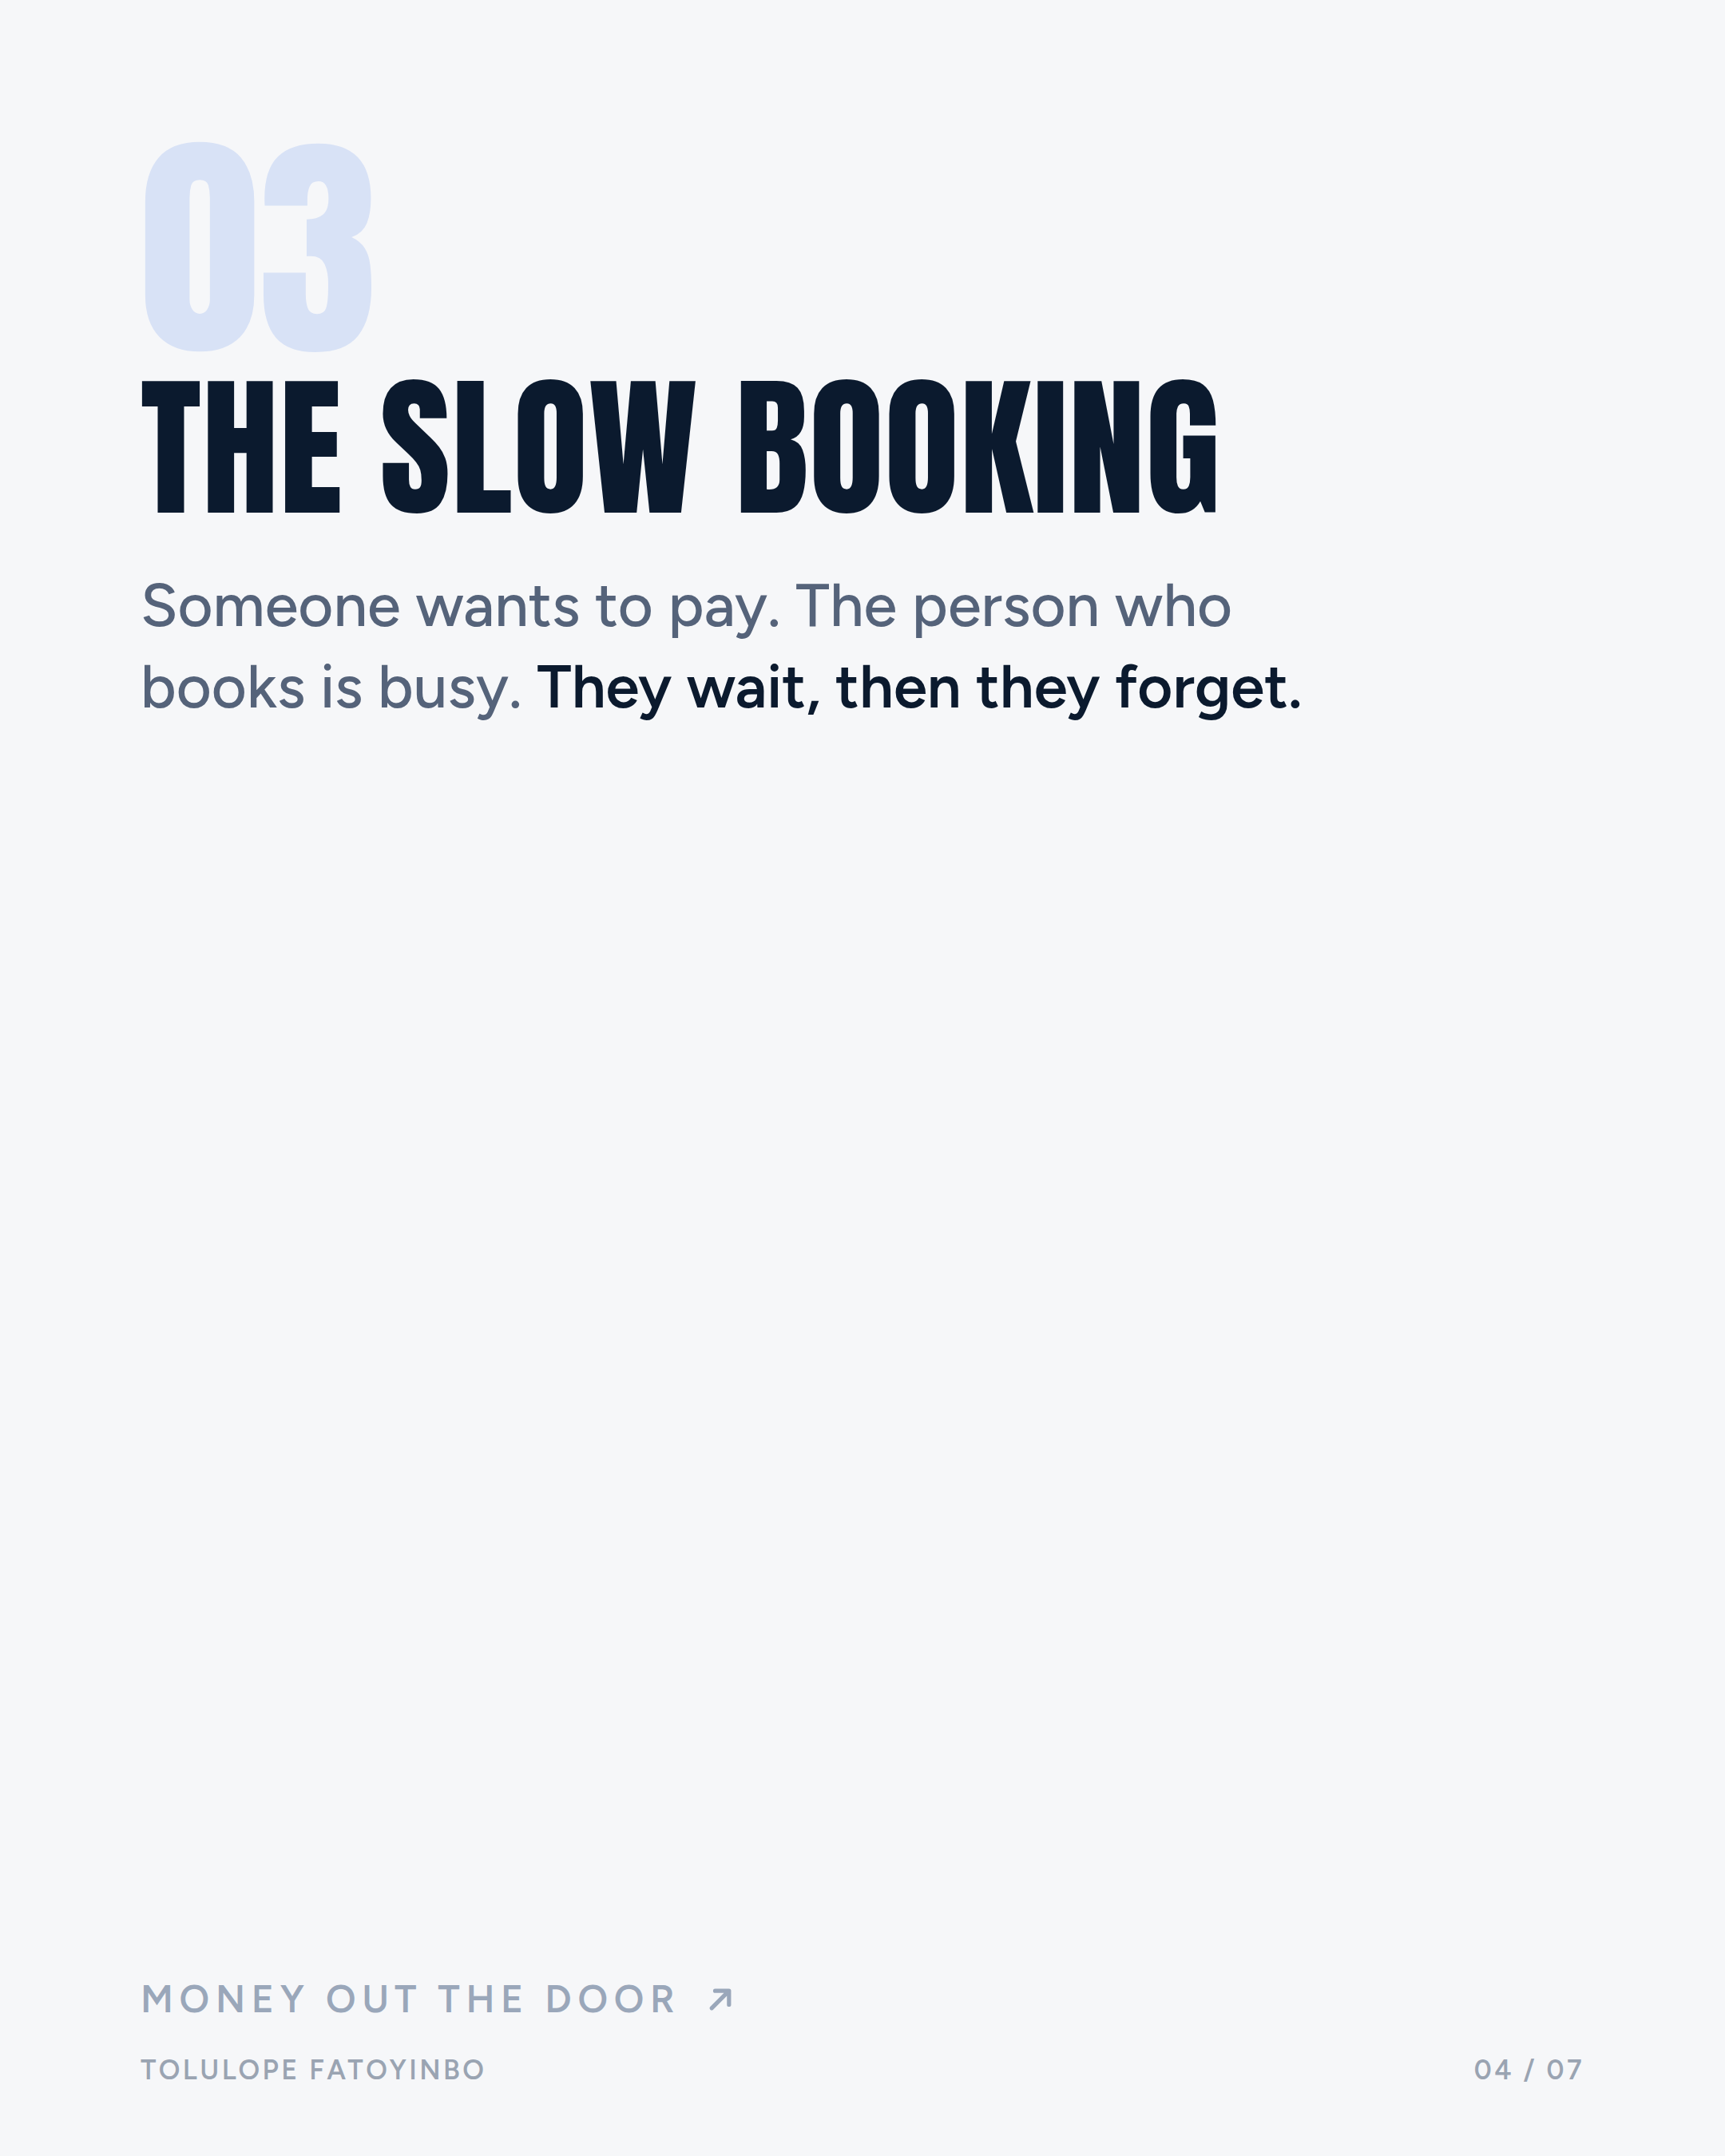 03
THE SLOW BOOKING
Someone wants to pay. The person who
books is busy. They wait, then they forget.
MONEY OUT THE DOOR ↗
TOLULOPE FATOYINBO
04 / 07